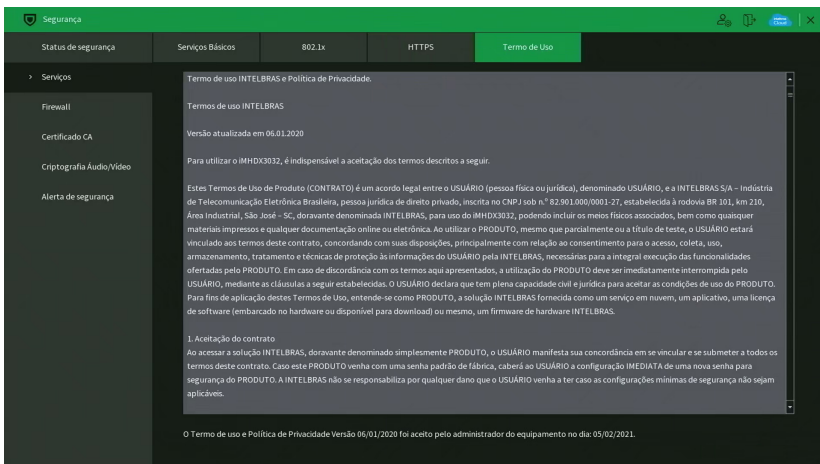 Segurança
Status de segurança
Serviços Básicos
802.1x
HTTPS
Termo de Uso
> Serviços
Firewall
Certificado CA
Criptografia Áudio/Vídeo
Alerta de segurança
Termo de uso INTELBRAS e Política de Privacidade.
Termos de uso INTELBRAS
Versão atualizada em 06.01.2020
Para utilizar o iMHDX3032, é indispensável a aceitação dos termos descritos a seguir.
Estes Termos de Uso de Produto (CONTRATO) é um acordo legal entre o USUÁRIO (pessoa física ou jurídica), denominado USUÁRIO, e a INTELBRAS S/A – Indústria
de Telecomunicação Eletrônica Brasileira, pessoa jurídica de direito privado, inscrita no CNPJ sob n.º 82.901.000/0001-27, estabelecida à rodovia BR 101, km 210,
Área Industrial, São José – SC, doravante denominada INTELBRAS, para uso do iMHDX3032, podendo incluir os meios físicos associados, bem como quaisquer
materiais impressos e qualquer documentação online ou eletrônica. Ao utilizar o PRODUTO, mesmo que parcialmente ou a título de teste, o USUÁRIO estará
vinculado aos termos deste contrato, concordando com suas disposições, principalmente com relação ao consentimento para o acesso, coleta, uso,
armazenamento, tratamento e técnicas de proteção às informações do USUÁRIO pela INTELBRAS, necessárias para a integral execução das funcionalidades
ofertadas pelo PRODUTO. Em caso de discordância com os termos aqui apresentados, a utilização do PRODUTO deve ser imediatamente interrompida pelo
USUÁRIO, mediante as cláusulas a seguir estabelecidas. O USUÁRIO declara que tem plena capacidade civil e jurídica para aceitar as condições de uso do PRODUTO.
Para fins de aplicação destes Termos de Uso, entende-se como PRODUTO, a solução INTELBRAS fornecida como um serviço em nuvem, um aplicativo, uma licença
de software (embarcado no hardware ou disponível para download) ou mesmo, um firmware de hardware INTELBRAS.
1. Aceitação do contrato
Ao acessar a solução INTELBRAS, doravante denominado simplesmente PRODUTO, o USUÁRIO manifesta sua concordância em se vincular e se submeter a todos os
termos deste contrato. Caso este PRODUTO venha com uma senha padrão de fábrica, caberá ao USUÁRIO a configuração IMEDIATA de uma nova senha para
segurança do PRODUTO. A INTELBRAS não se responsabiliza por qualquer dano que o USUÁRIO venha a ter caso as configurações mínimas de segurança não sejam
aplicáveis.
O Termo de uso e Política de Privacidade Versão 06/01/2020 foi aceito pelo administrador do equipamento no dia: 05/02/2021.